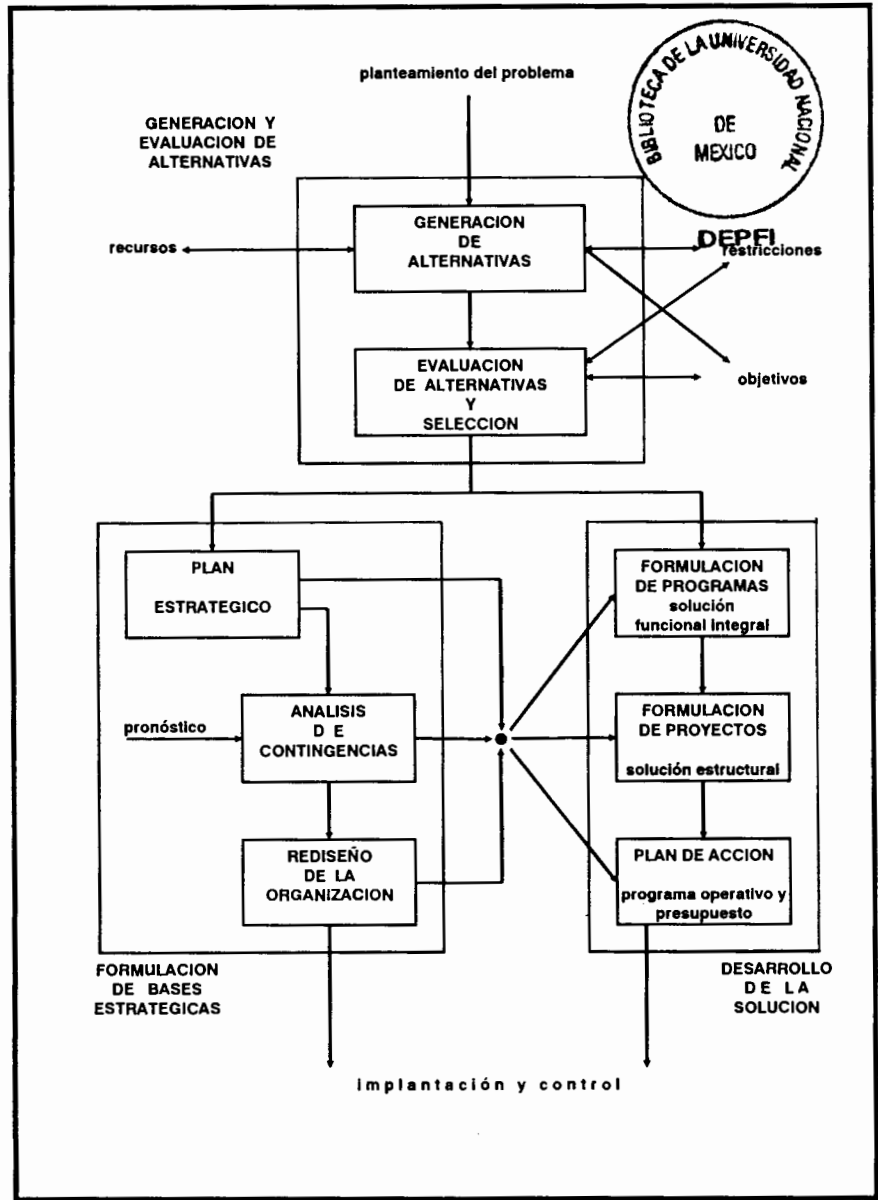 planteamiento del problema
BIBLIOTECA DE LA UNIVERSIDAD NACIONAL
DE
MEXICO
DEPFI
GENERACION Y
EVALUACION DE
ALTERNATIVAS
GENERACION
DE
ALTERNATIVAS
recursos
restricciones
EVALUACION
DE ALTERNATIVAS
Y
SELECCION
objetivos
PLAN
ESTRATEGICO
FORMULACION
DE PROGRAMAS
solución
funcional integral
pronóstico
ANALISIS
D E
CONTINGENCIAS
FORMULACION
DE PROYECTOS
solución estructural
REDISEÑO
DE LA
ORGANIZACION
PLAN DE ACCION
programa operativo y
presupuesto
FORMULACION
DE BASES
ESTRATEGICAS
DESARROLLO
D E L A
SOLUCION
implantación y control